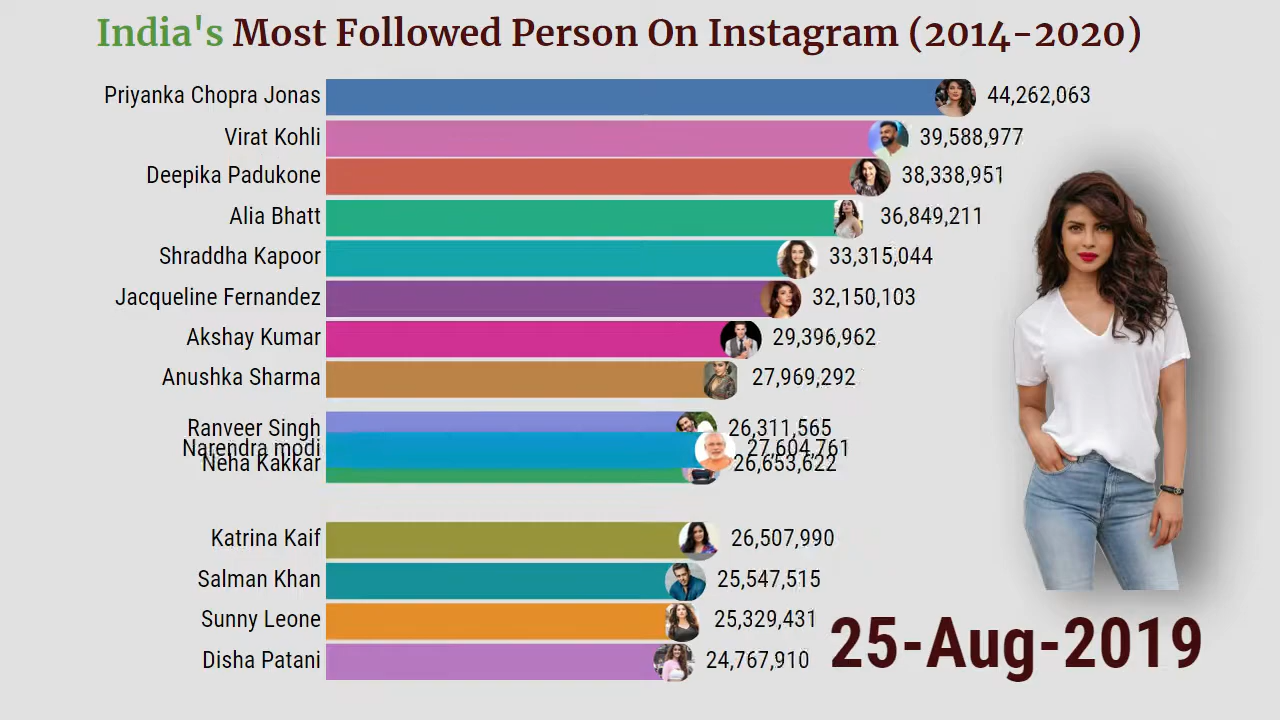 India's Most Followed Person On Instagram (2014-2020)
Priyanka Chopra Jonas 44,262,063
Virat Kohli 39,588,977
Deepika Padukone 38,338,951
Alia Bhatt 36,849,211
Shraddha Kapoor 33,315,044
Jacqueline Fernandez 32,150,103
Akshay Kumar 29,396,962
Anushka Sharma 27,969,292
Ranveer Singh 26,311,565
Narendra modi 27,604,761
Neha Kakkar 26,653,622
Katrina Kaif 26,507,990
Salman Khan 25,547,515
Sunny Leone 25,329,431
Disha Patani 24,767,910
25-Aug-2019